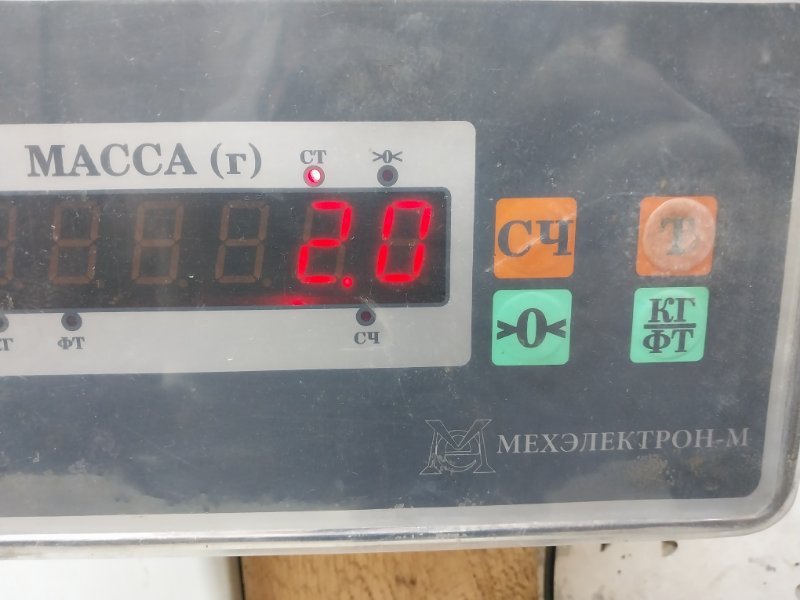 МАССА (г)
СТ
>0<
2.0
СЧ
Т
>0<
КГ
ФТ
ФТ
СЧ
МЕХЭЛЕКТРОН-М